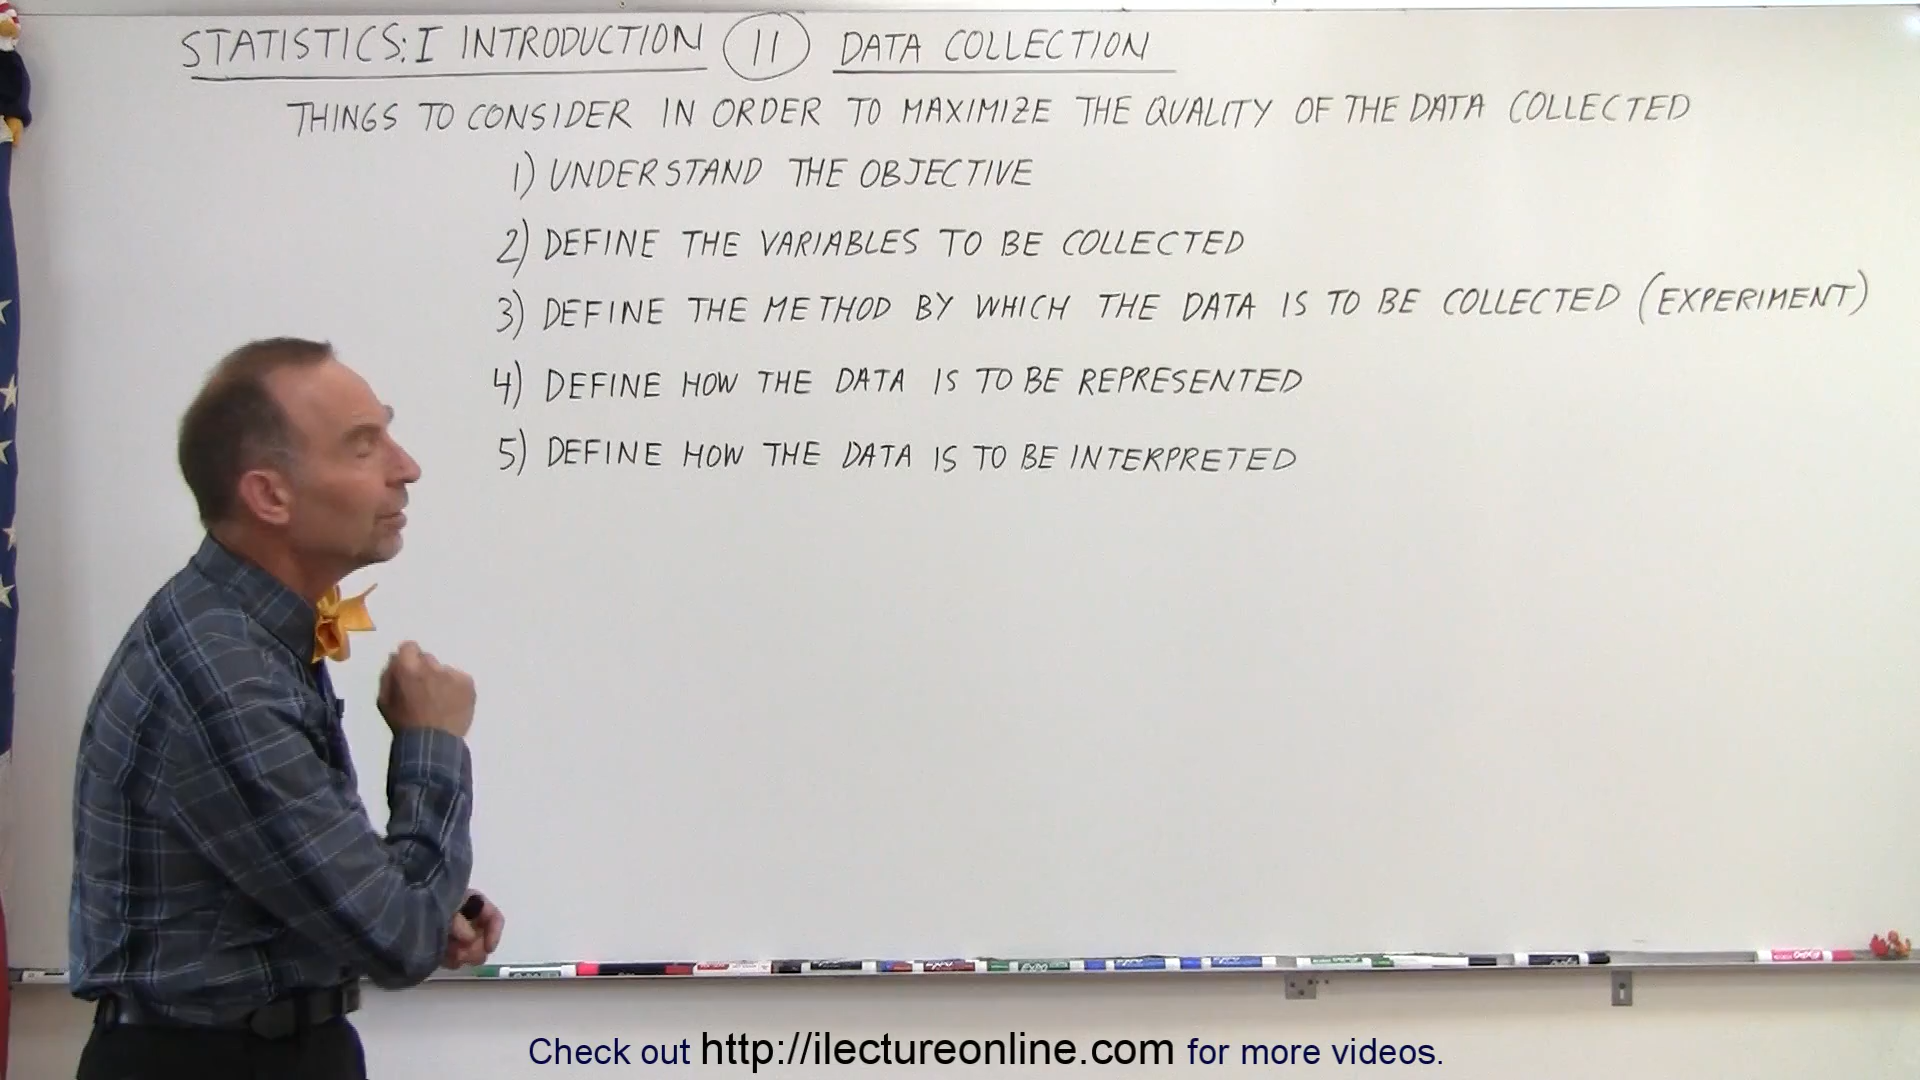 STATISTICS: I INTRODUCTION 11 DATA COLLECTION
THINGS TO CONSIDER IN ORDER TO MAXIMIZE THE QUALITY OF THE DATA COLLECTED
1) UNDERSTAND THE OBJECTIVE
2) DEFINE THE VARIABLES TO BE COLLECTED
3) DEFINE THE METHOD BY WHICH THE DATA IS TO BE COLLECTED (EXPERIMENT)
4) DEFINE HOW THE DATA IS TO BE REPRESENTED
5) DEFINE HOW THE DATA IS TO BE INTERPRETED
EXPO
Check out http://ilectureonline.com for more videos.